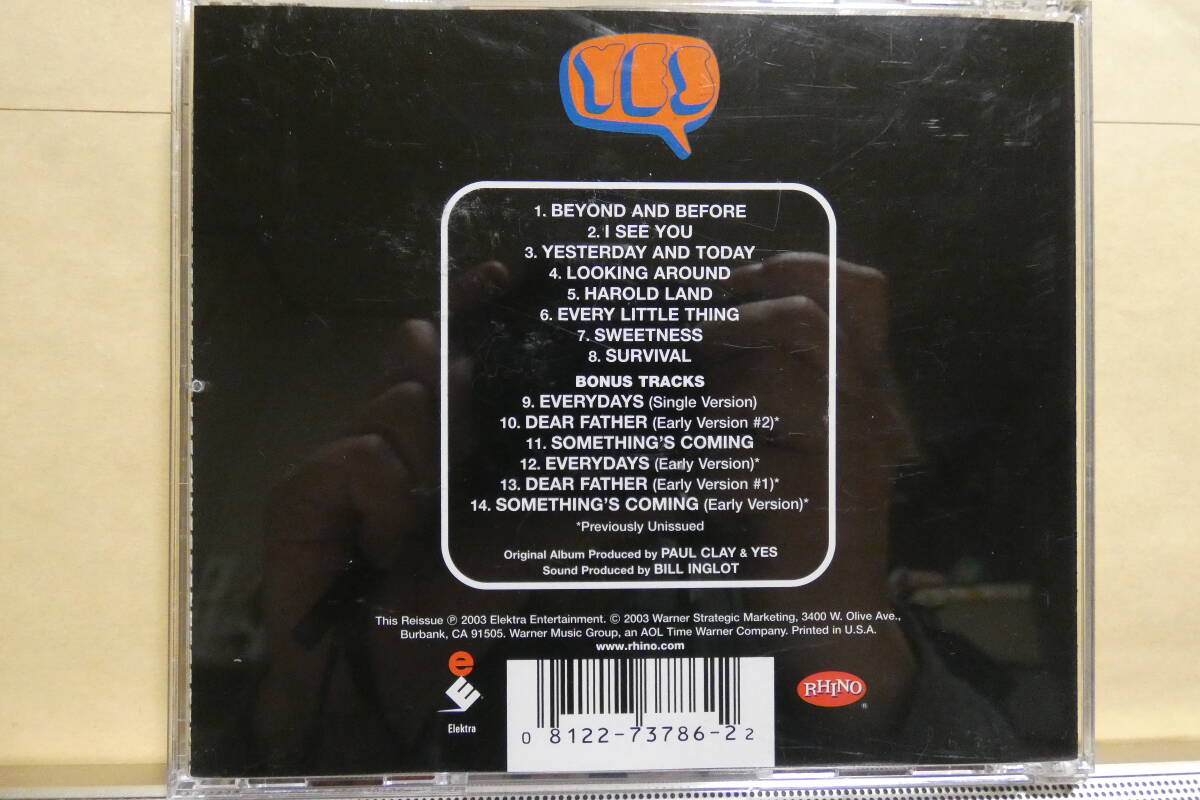 YES
1. BEYOND AND BEFORE
2. I SEE YOU
3. YESTERDAY AND TODAY
4. LOOKING AROUND
5. HAROLD LAND
6. EVERY LITTLE THING
7. SWEETNESS
8. SURVIVAL
BONUS TRACKS
9. EVERYDAYS (Single Version)
10. DEAR FATHER (Early Version #2)*
11. SOMETHING'S COMING
12. EVERYDAYS (Early Version)*
13. DEAR FATHER (Early Version #1)*
14. SOMETHING'S COMING (Early Version)*
*Previously Unissued
Original Album Produced by PAUL CLAY & YES
Sound Produced by BILL INGLOT
This Reissue ℗ 2003 Elektra Entertainment. © 2003 Warner Strategic Marketing, 3400 W. Olive Ave.,
Burbank, CA 91505. Warner Music Group, an AOL Time Warner Company. Printed in U.S.A.
www.rhino.com
e
Elektra
0 8122-73786-2 2
RHINO ®